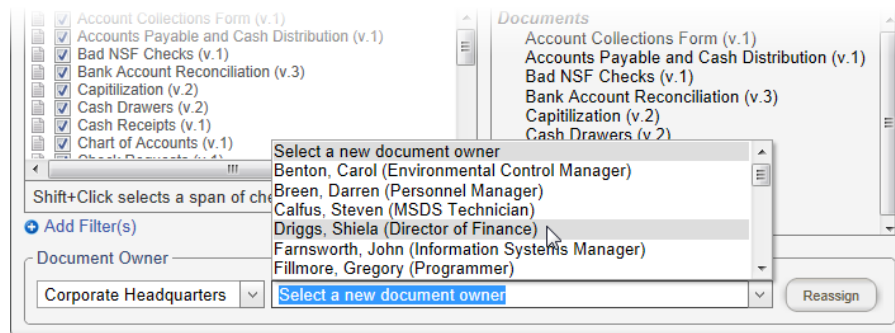 Account Collections Form (v.1)
Accounts Payable and Cash Distribution (v.1)
Bad NSF Checks (v.1)
Bank Account Reconciliation (v.3)
Capitilization (v.2)
Cash Drawers (v.2)
Cash Receipts (v.1)
Chart of Accounts (v.1)
Check Requests (v.1)
Shift+Click selects a span of che
Add Filter(s)
Documents
Account Collections Form (v.1)
Accounts Payable and Cash Distribution (v.1)
Bad NSF Checks (v.1)
Bank Account Reconciliation (v.3)
Capitilization (v.2)
Cash Drawers (v.2)
Select a new document owner
Benton, Carol (Environmental Control Manager)
Breen, Darren (Personnel Manager)
Calfus, Steven (MSDS Technician)
Driggs, Shiela (Director of Finance)
Farnsworth, John (Information Systems Manager)
Fillmore, Gregory (Programmer)
Document Owner
Corporate Headquarters
Select a new document owner
Reassign